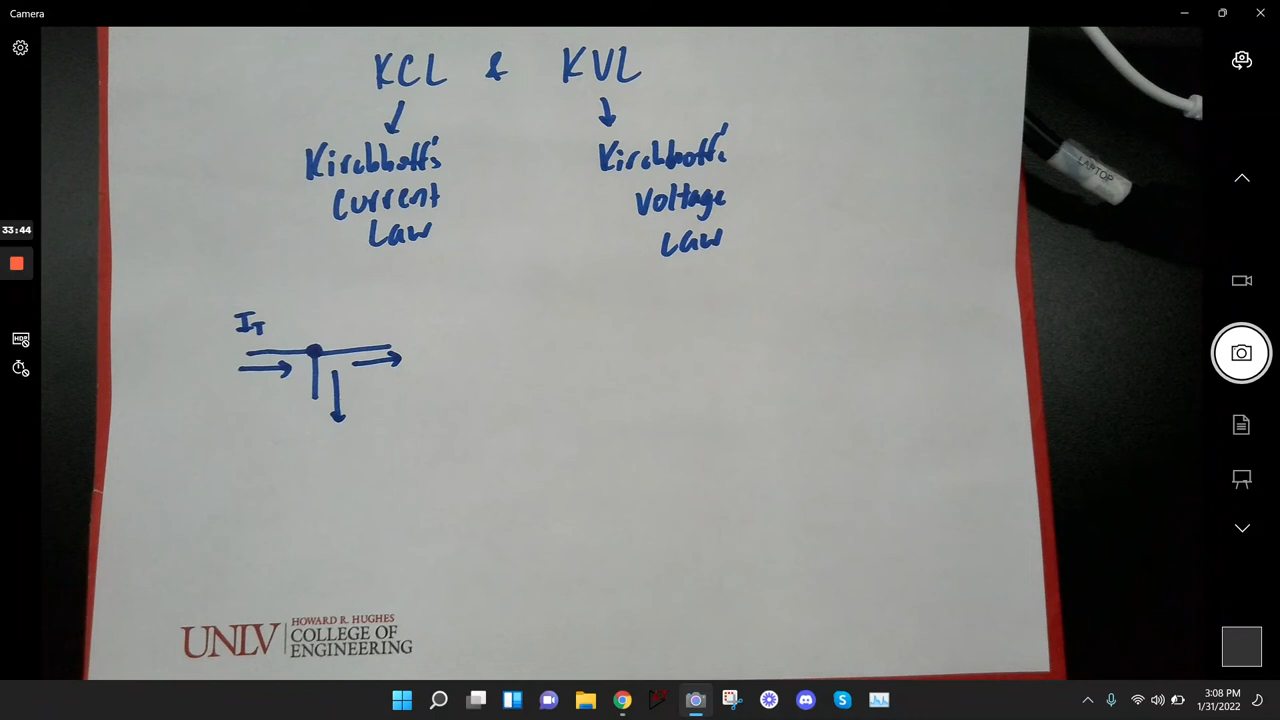 Camera
KCL & KVL
Kirchhoff's
Current
Law
Kirchhoff's
Voltage
Law
33:44
LAPTOP
IT
UNLV
HOWARD R. HUGHES
COLLEGE OF
ENGINEERING
3:08 PM
1/31/2022